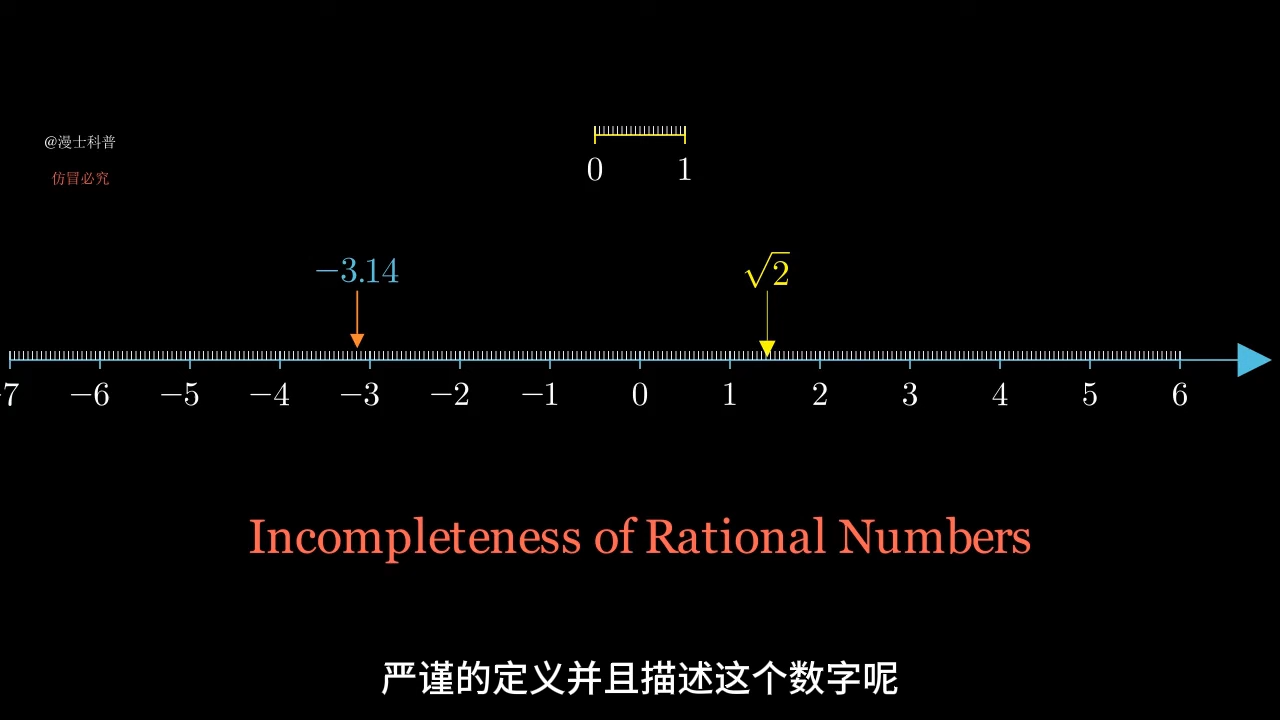 @漫士科普
0 1
仿冒必究
−3.14 √2
-7 −6 −5 −4 −3 −2 −1 0 1 2 3 4 5 6
Incompleteness of Rational Numbers
严谨的定义并且描述这个数字呢